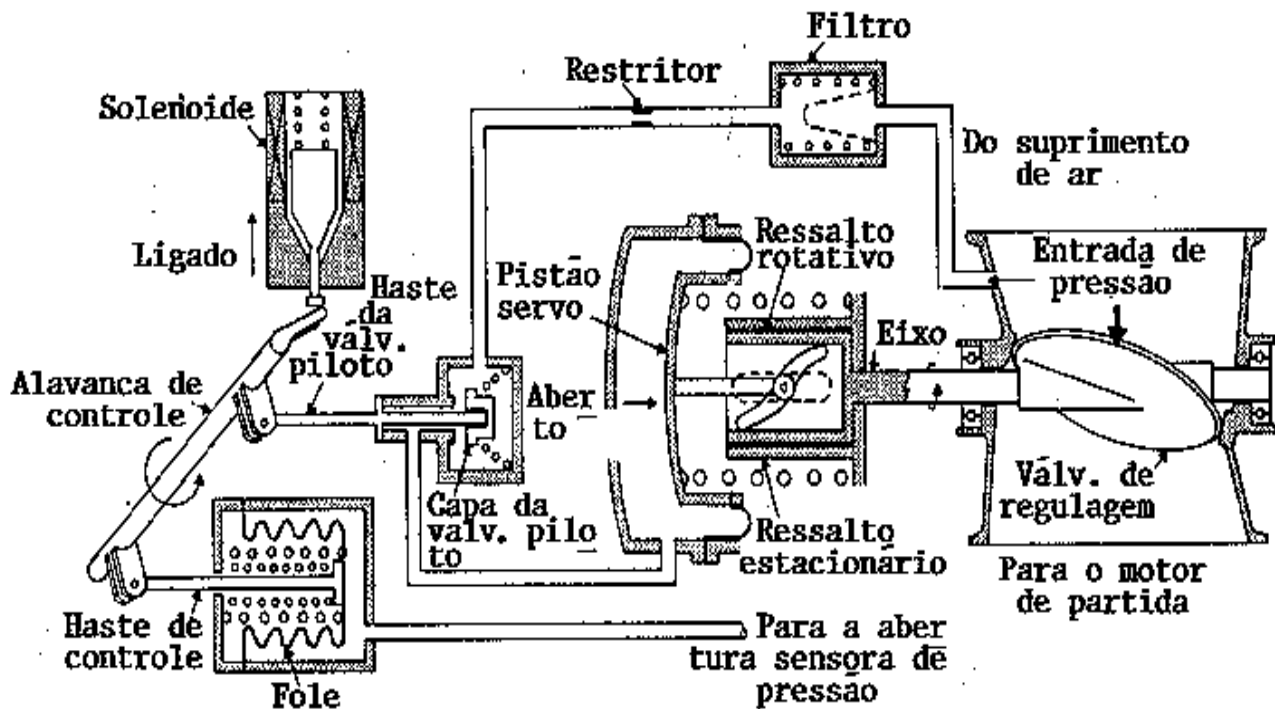 Filtro
Restritor
Solenoide
Do suprimento
de ar
Ligado
Ressalto
rotativo
Entrada de
pressão
Pistão
servo
Haste
da
válv.
piloto
Eixo
Alavanca de
controle
Aber
to
Válv. de
regulagem
Capa da
valv. pilo
to
Ressalto
estacionário
Para o motor
de partida
Haste de
controle
Para a aber
tura sensora de
pressão
Fole